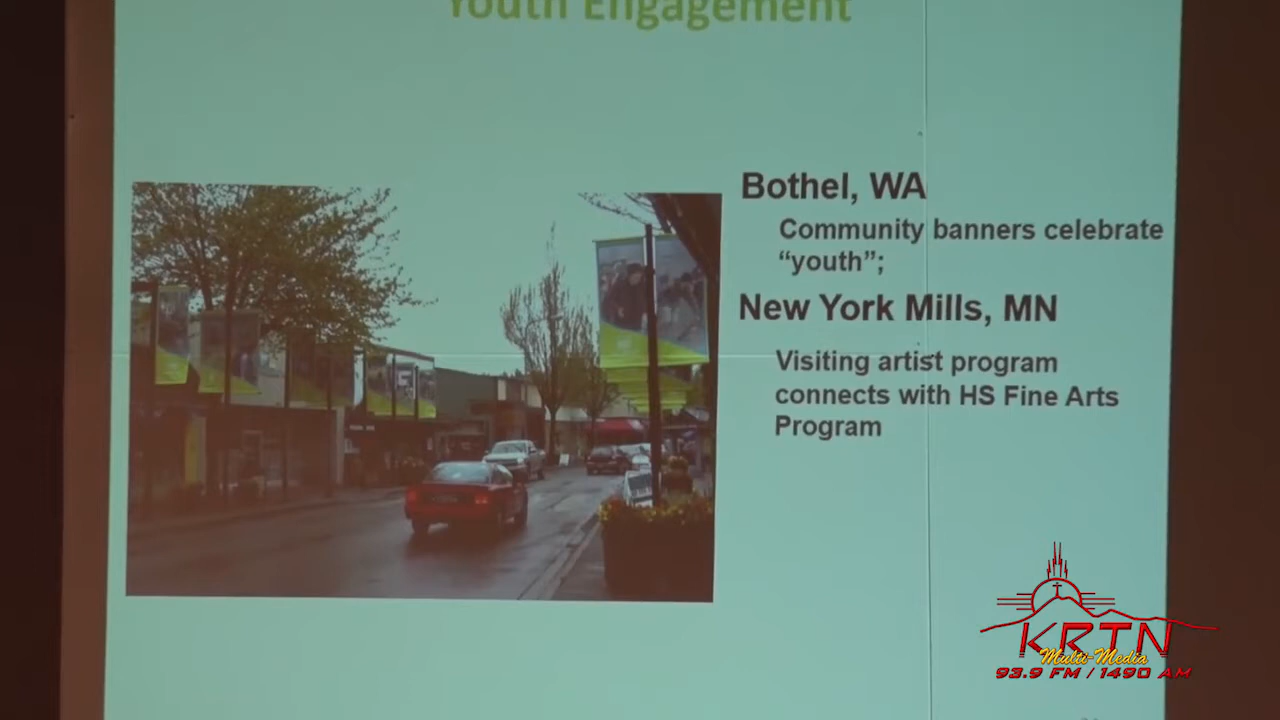 Youth Engagement
Bothel, WA
Community banners celebrate
“youth”;
New York Mills, MN
Visiting artist program
connects with HS Fine Arts
Program
KRTN
Multi-Media
93.9 FM / 1490 AM